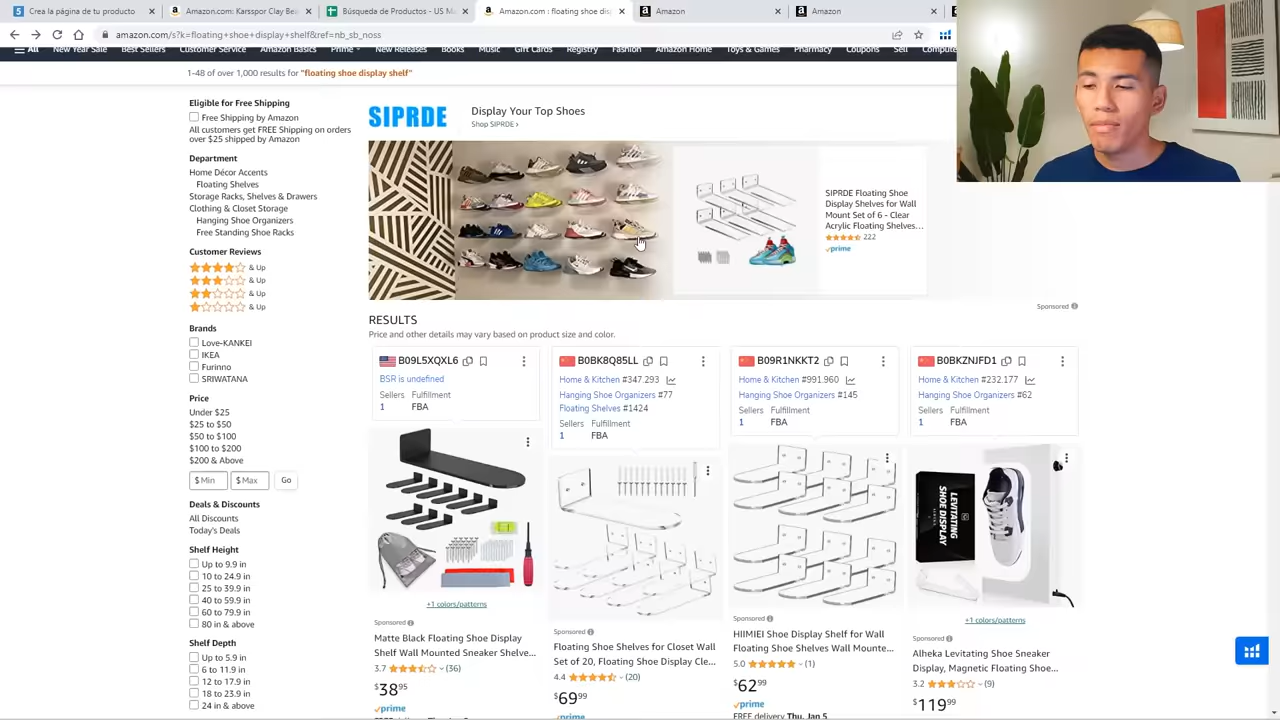 Crea la página de producto
Amazon.com: Karsspor Clay Bea
Búsqueda de Productos - US M
Amazon.com : floating shoe dis
Amazon
Amazon
amazon.com/s?k=floating+shoe+display+shelf&ref=nb_sb_noss
All New Year Sale Best Sellers Customer Service Amazon Basics Prime New Releases Books Music Gift Cards Registry Fashion Amazon Home Toys & Games Pharmacy Coupons Sell Compute
1-48 of over 1,000 results for "floating shoe display shelf"
Eligible for Free Shipping
Free Shipping by Amazon
All customers get FREE Shipping on orders
over $25 shipped by Amazon
Department
Home Décor Accents
Floating Shelves
Storage Racks, Shelves & Drawers
Clothing & Closet Storage
Hanging Shoe Organizers
Free Standing Shoe Racks
Customer Reviews
& Up
& Up
& Up
& Up
Brands
Love-KANKEI
IKEA
Furinno
SRIWATANA
Price
Under $25
$25 to $50
$50 to $100
$100 to $200
$200 & Above
$ Min $ Max Go
Deals & Discounts
All Discounts
Today's Deals
Shelf Height
Up to 9.9 in
10 to 24.9 in
25 to 39.9 in
40 to 59.9 in
60 to 79.9 in
80 in & above
Shelf Depth
Up to 5.9 in
6 to 11.9 in
12 to 17.9 in
18 to 23.9 in
24 in & above
SIPRDE
Display Your Top Shoes
Shop SIPRDE ›
SIPRDE Floating Shoe
Display Shelves for Wall
Mount Set of 6 - Clear
Acrylic Floating Shelves...
222
prime
Sponsored
RESULTS
Price and other details may vary based on product size and color.
B09L5XQXL6
BSR is undefined
Sellers Fulfillment
1 FBA
+1 colors/patterns
Sponsored
Matte Black Floating Shoe Display
Shelf Wall Mounted Sneaker Shelve...
3.7 (36)
$38 95
prime
B0BK8Q85LL
Home & Kitchen #347.293
Hanging Shoe Organizers #77
Floating Shelves #1424
Sellers Fulfillment
1 FBA
Sponsored
Floating Shoe Shelves for Closet Wall
Set of 20, Floating Shoe Display Cle...
4.4 (20)
$69 99
prime
B09R1NKKT2
Home & Kitchen #991.960
Hanging Shoe Organizers #145
Sellers Fulfillment
1 FBA
Sponsored
HIIMIEI Shoe Display Shelf for Wall
Floating Shoe Shelves Wall Mounte...
5.0 (1)
$62 99
prime
FREE delivery Thu, Jan 5
B0BKZNJFD1
Home & Kitchen #232.177
Hanging Shoe Organizers #62
Sellers Fulfillment
1 FBA
LEVITATING
SHOE DISPLAY
+1 colors/patterns
Sponsored
Alheka Levitating Shoe Sneaker
Display, Magnetic Floating Shoe...
3.2 (9)
$119 99